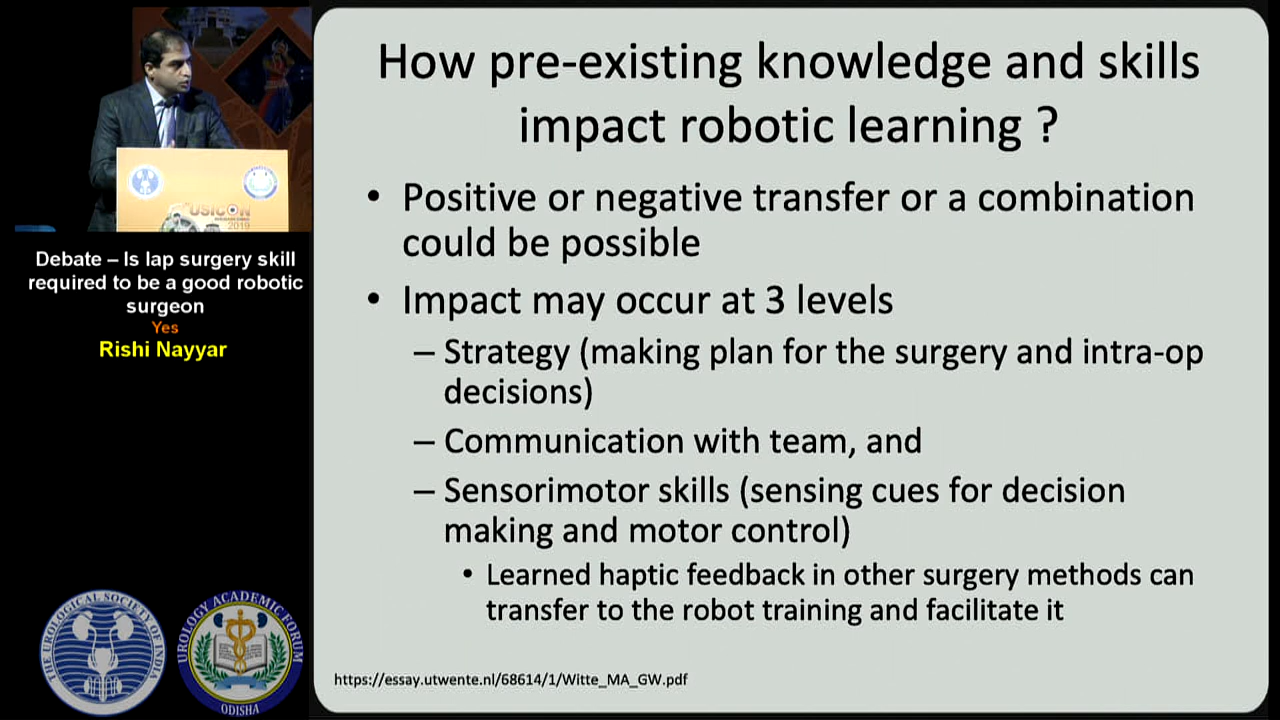 How pre-existing knowledge and skills
impact robotic learning ?
• Positive or negative transfer or a combination
could be possible
• Impact may occur at 3 levels
– Strategy (making plan for the surgery and intra-op
decisions)
– Communication with team, and
– Sensorimotor skills (sensing cues for decision
making and motor control)
• Learned haptic feedback in other surgery methods can
transfer to the robot training and facilitate it
https://essay.utwente.nl/68614/1/Witte_MA_GW.pdf
USICON
2019
Debate – Is lap surgery skill
required to be a good robotic
surgeon
Yes
Rishi Nayyar
THE UROLOGICAL SOCIETY OF INDIA
UROLOGY ACADEMIC FORUM
ODISHA